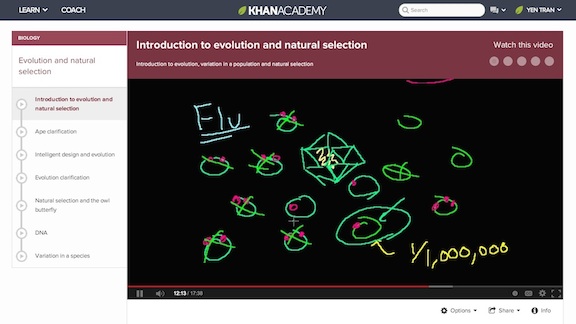 LEARN
COACH
KHANACADEMY
Search
YEN TRAN
BIOLOGY
Evolution and natural
selection
Introduction to evolution and
natural selection
Ape clarification
Intelligent design and evolution
Evolution clarification
Natural selection and the owl
butterfly
DNA
Variation in a species
Introduction to evolution and natural selection
Introduction to evolution, variation in a population and natural selection
Watch this video
Flu
1/1,000,000
12:13 / 17:38
Options
Share
Info